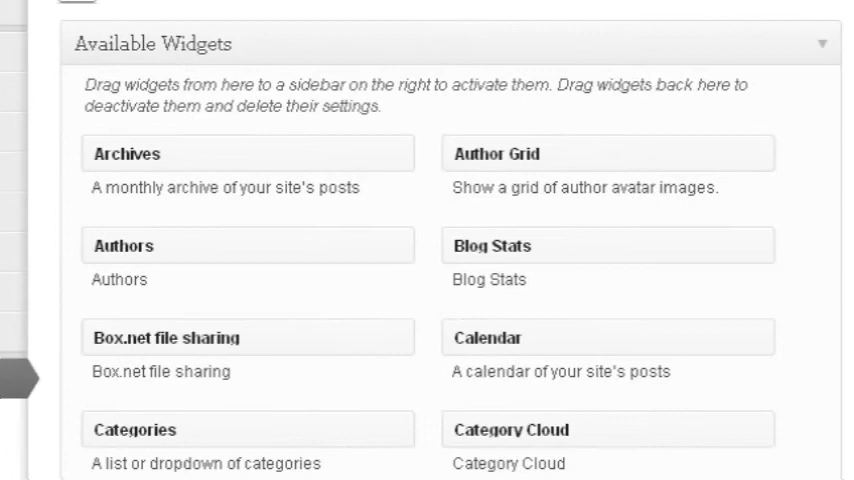 Available Widgets
Drag widgets from here to a sidebar on the right to activate them. Drag widgets back here to
deactivate them and delete their settings.
Archives
A monthly archive of your site's posts
Author Grid
Show a grid of author avatar images.
Authors
Authors
Blog Stats
Blog Stats
Box.net file sharing
Box.net file sharing
Calendar
A calendar of your site's posts
Categories
A list or dropdown of categories
Category Cloud
Category Cloud